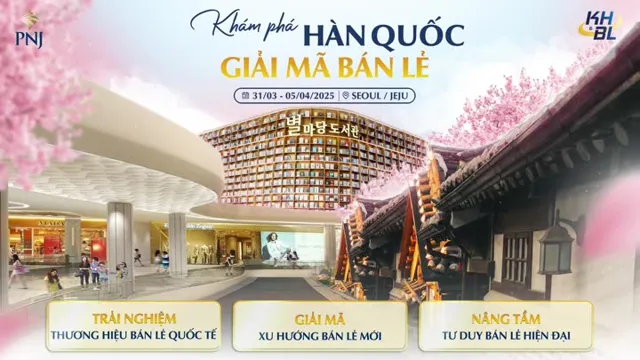 PNJ
Khám phá
HÀN QUỐC
GIẢI MÃ BÁN LẺ
KH
&BL
31/03 - 05/04/2025 | SEOUL / JEJU
별마당 도서관
TRẢI NGHIỆM
THƯƠNG HIỆU BÁN LẺ QUỐC TẾ
GIẢI MÃ
XU HƯỚNG BÁN LẺ MỚI
NÂNG TẦM
TƯ DUY BÁN LẺ HIỆN ĐẠI